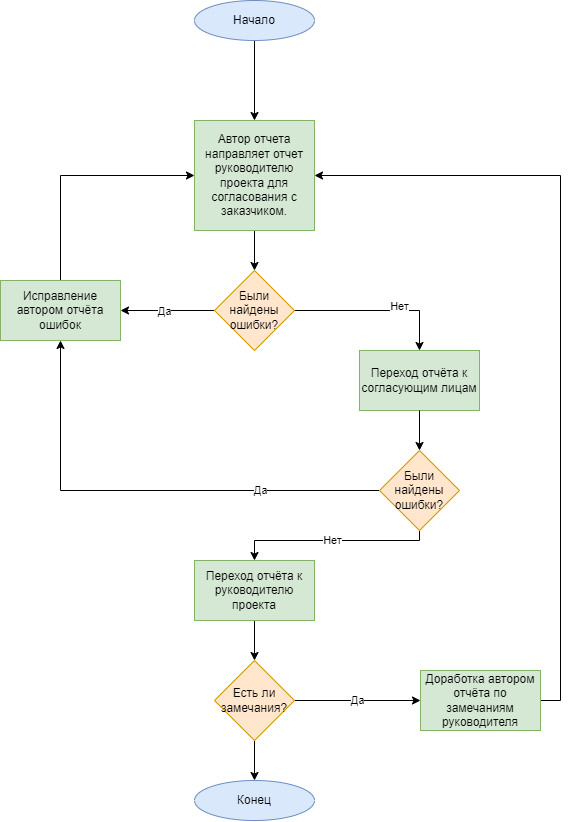 Начало
Автор отчета
направляет отчет
руководителю
проекта для
согласования с
заказчиком.
Исправление
автором отчёта
ошибок
Да
Были
найдены
ошибки?
Нет
Переход отчёта к
согласующим лицам
Были
найдены
ошибки?
Да
Нет
Переход отчёта к
руководителю
проекта
Есть ли
замечания?
Да
Доработка автором
отчёта по
замечаниям
руководителя
Конец